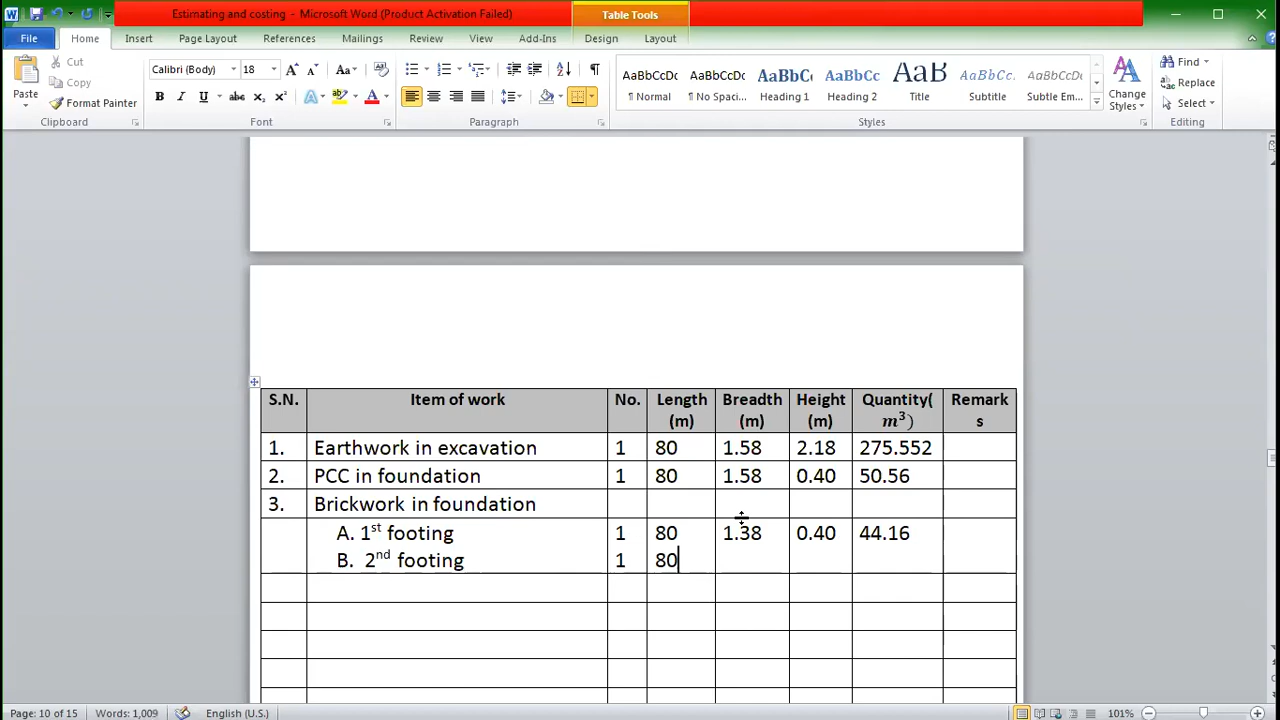 Estimating and costing - Microsoft Word (Product Activation Failed)
Table Tools
File Home Insert Page Layout References Mailings Review View Add-Ins Design Layout
Paste
Cut
Copy
Format Painter
Clipboard
Calibri (Body) 18
Font
Paragraph
AaBbCcDc ¶ Normal
AaBbCcDc ¶ No Spaci...
AaBbCc Heading 1
AaBbCc Heading 2
AaB Title
AaBbCcL Subtitle
AaBbCcDc Subtle Em...
Change Styles
Styles
Find
Replace
Select
Editing
S.N. Item of work No. Length (m) Breadth (m) Height (m) Quantity(m³) Remarks
1. Earthwork in excavation 1 80 1.58 2.18 275.552
2. PCC in foundation 1 80 1.58 0.40 50.56
3. Brickwork in foundation
A. 1st footing 1 80 1.38 0.40 44.16
B. 2nd footing 1 80
Page: 10 of 15 Words: 1,009 English (U.S.) 101%